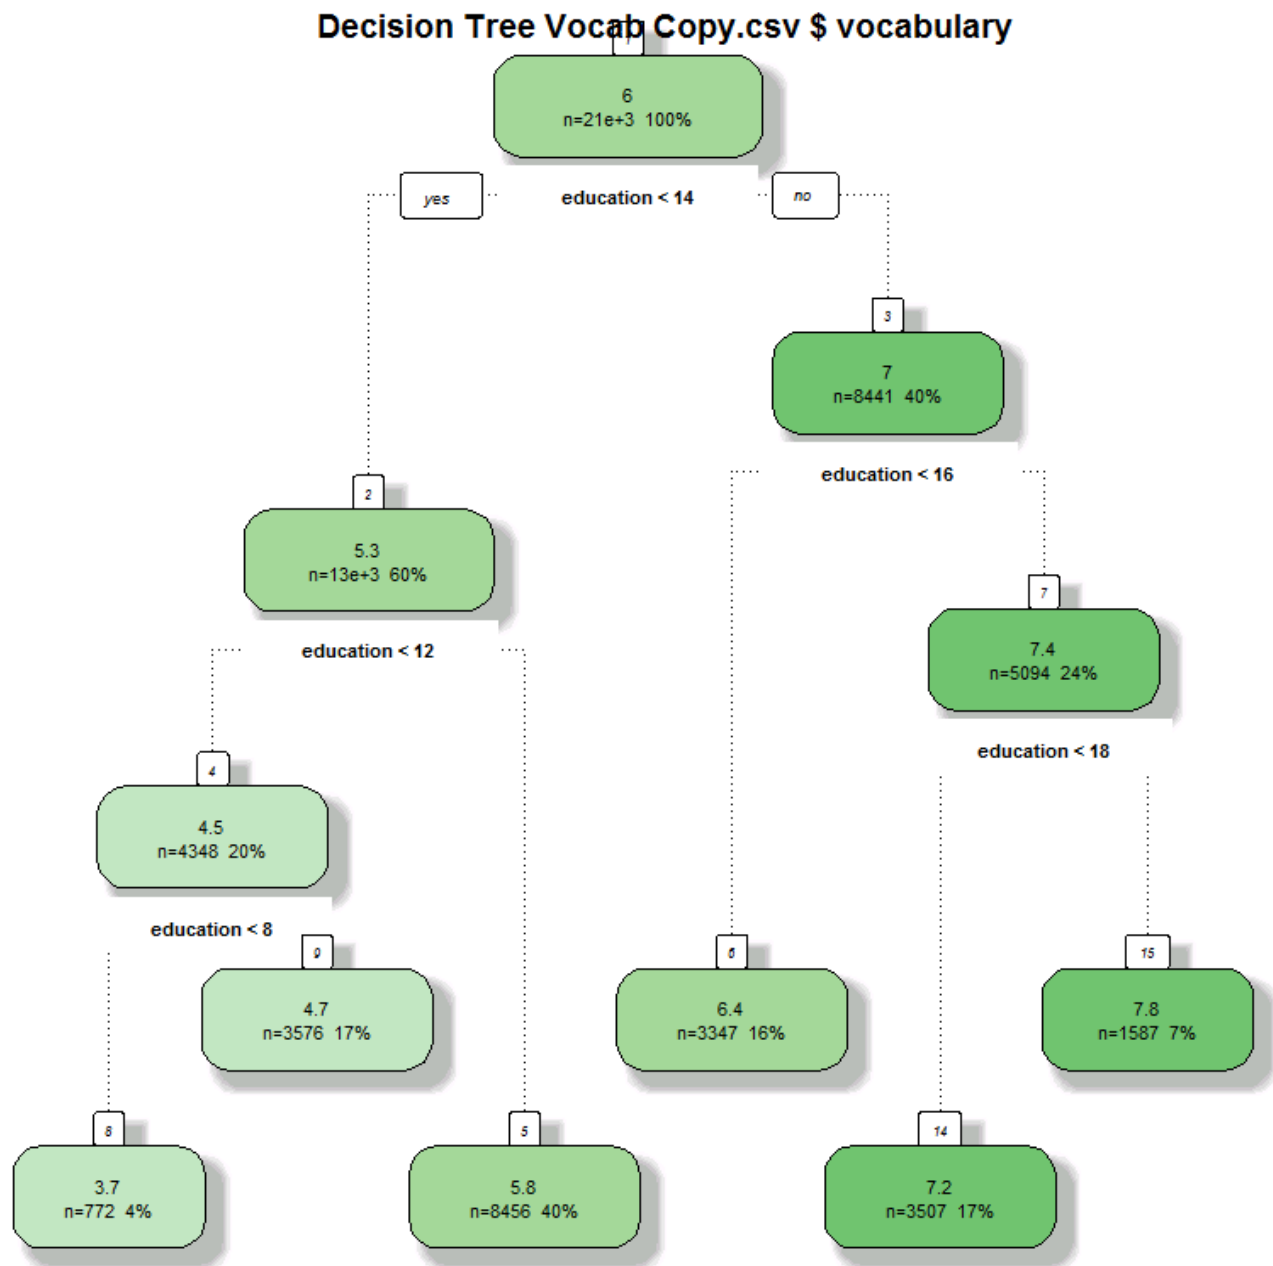 Decision Tree Vocab Copy.csv $ vocabulary
6
n=21e+3 100%
yes
education < 14
no
3
7
n=8441 40%
education < 16
2
5.3
n=13e+3 60%
education < 12
7
7.4
n=5094 24%
education < 18
4
4.5
n=4348 20%
education < 8
9
4.7
n=3576 17%
6
6.4
n=3347 16%
15
7.8
n=1587 7%
8
3.7
n=772 4%
5
5.8
n=8456 40%
14
7.2
n=3507 17%